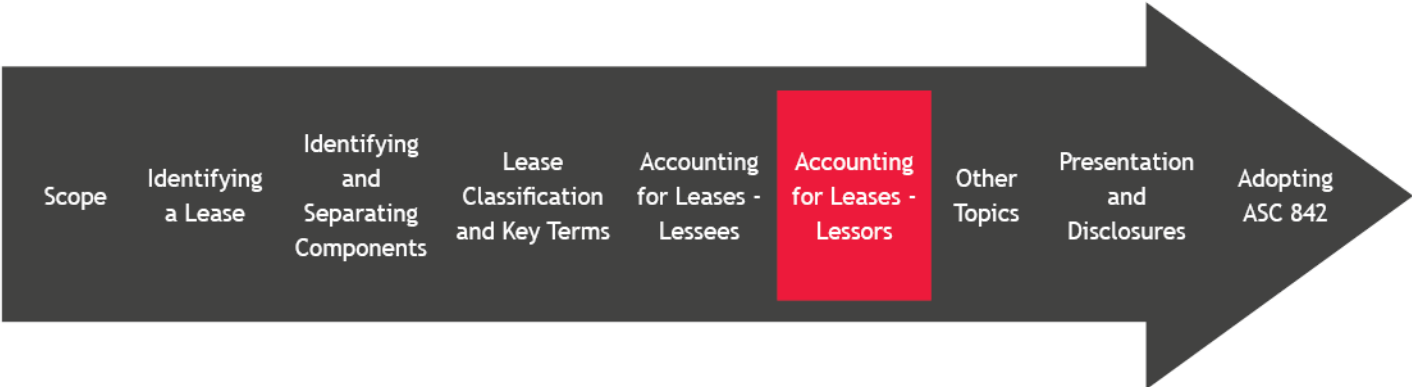 Scope
Identifying
a Lease
Identifying
and
Separating
Components
Lease
Classification
and Key Terms
Accounting
for Leases -
Lessees
Accounting
for Leases -
Lessors
Other
Topics
Presentation
and
Disclosures
Adopting
ASC 842